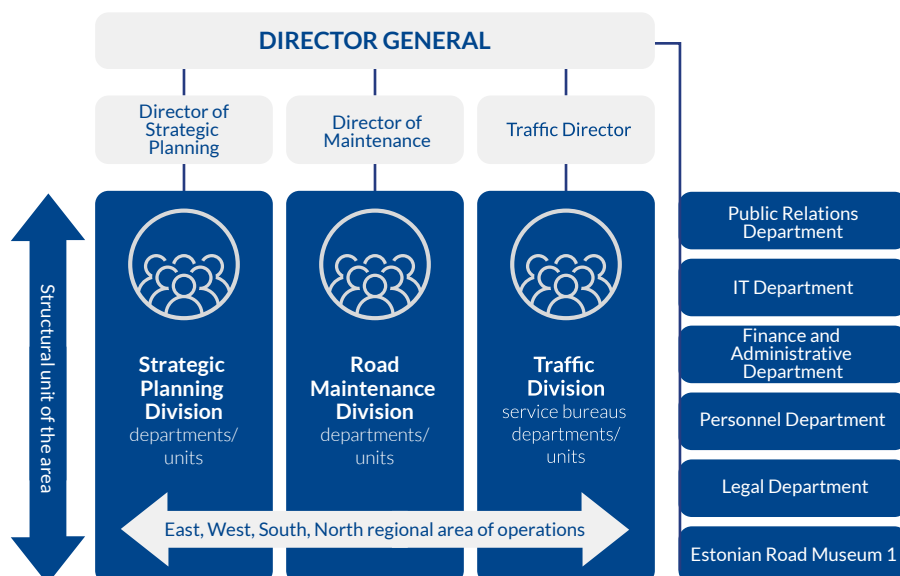 DIRECTOR GENERAL
Director of
Strategic
Planning
Director of
Maintenance
Traffic Director
Structural unit of the area
Strategic
Planning
Division
departments/
units
Road
Maintenance
Division
departments/
units
Traffic
Division
service bureaus
departments/
units
East, West, South, North regional area of operations
Public Relations
Department
IT Department
Finance and
Administrative
Department
Personnel Department
Legal Department
Estonian Road Museum 1